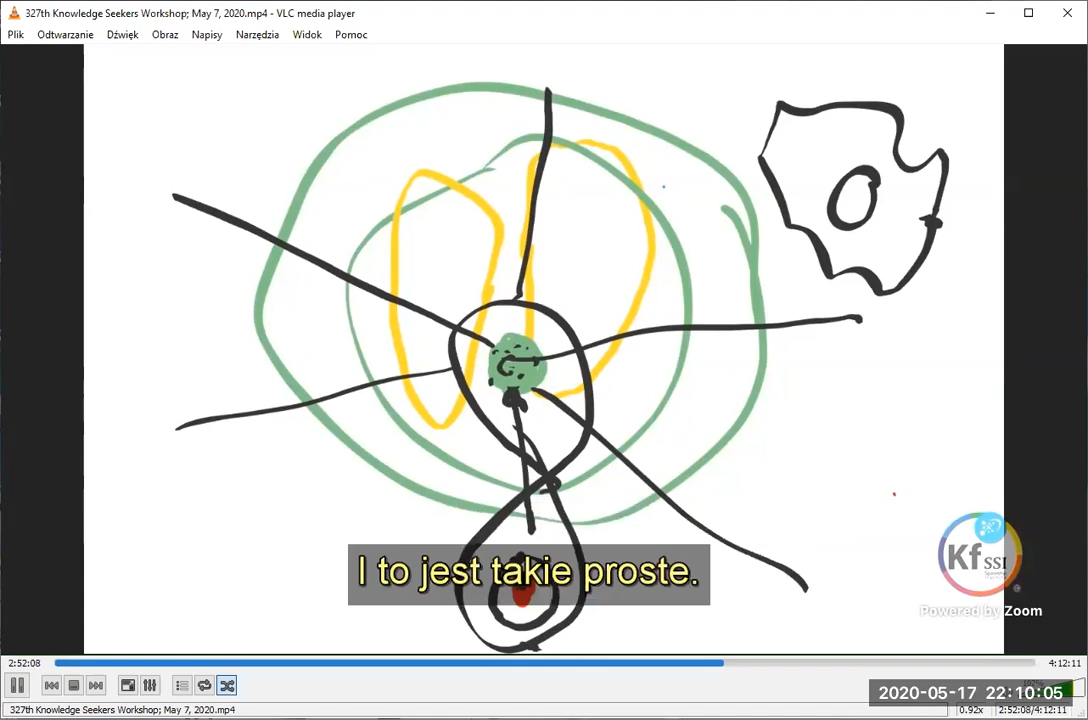 327th Knowledge Seekers Workshop; May 7, 2020.mp4 - VLC media player
Plik Odtwarzanie Dźwięk Obraz Napisy Narzędzia Widok Pomoc
Kf SSI
Powered by Zoom
I to jest takie proste.
2:52:08 4:12:11
2020-05-17 22:10:05
327th Knowledge Seekers Workshop; May 7, 2020.mp4 0.92x 2:52:08/4:12:11